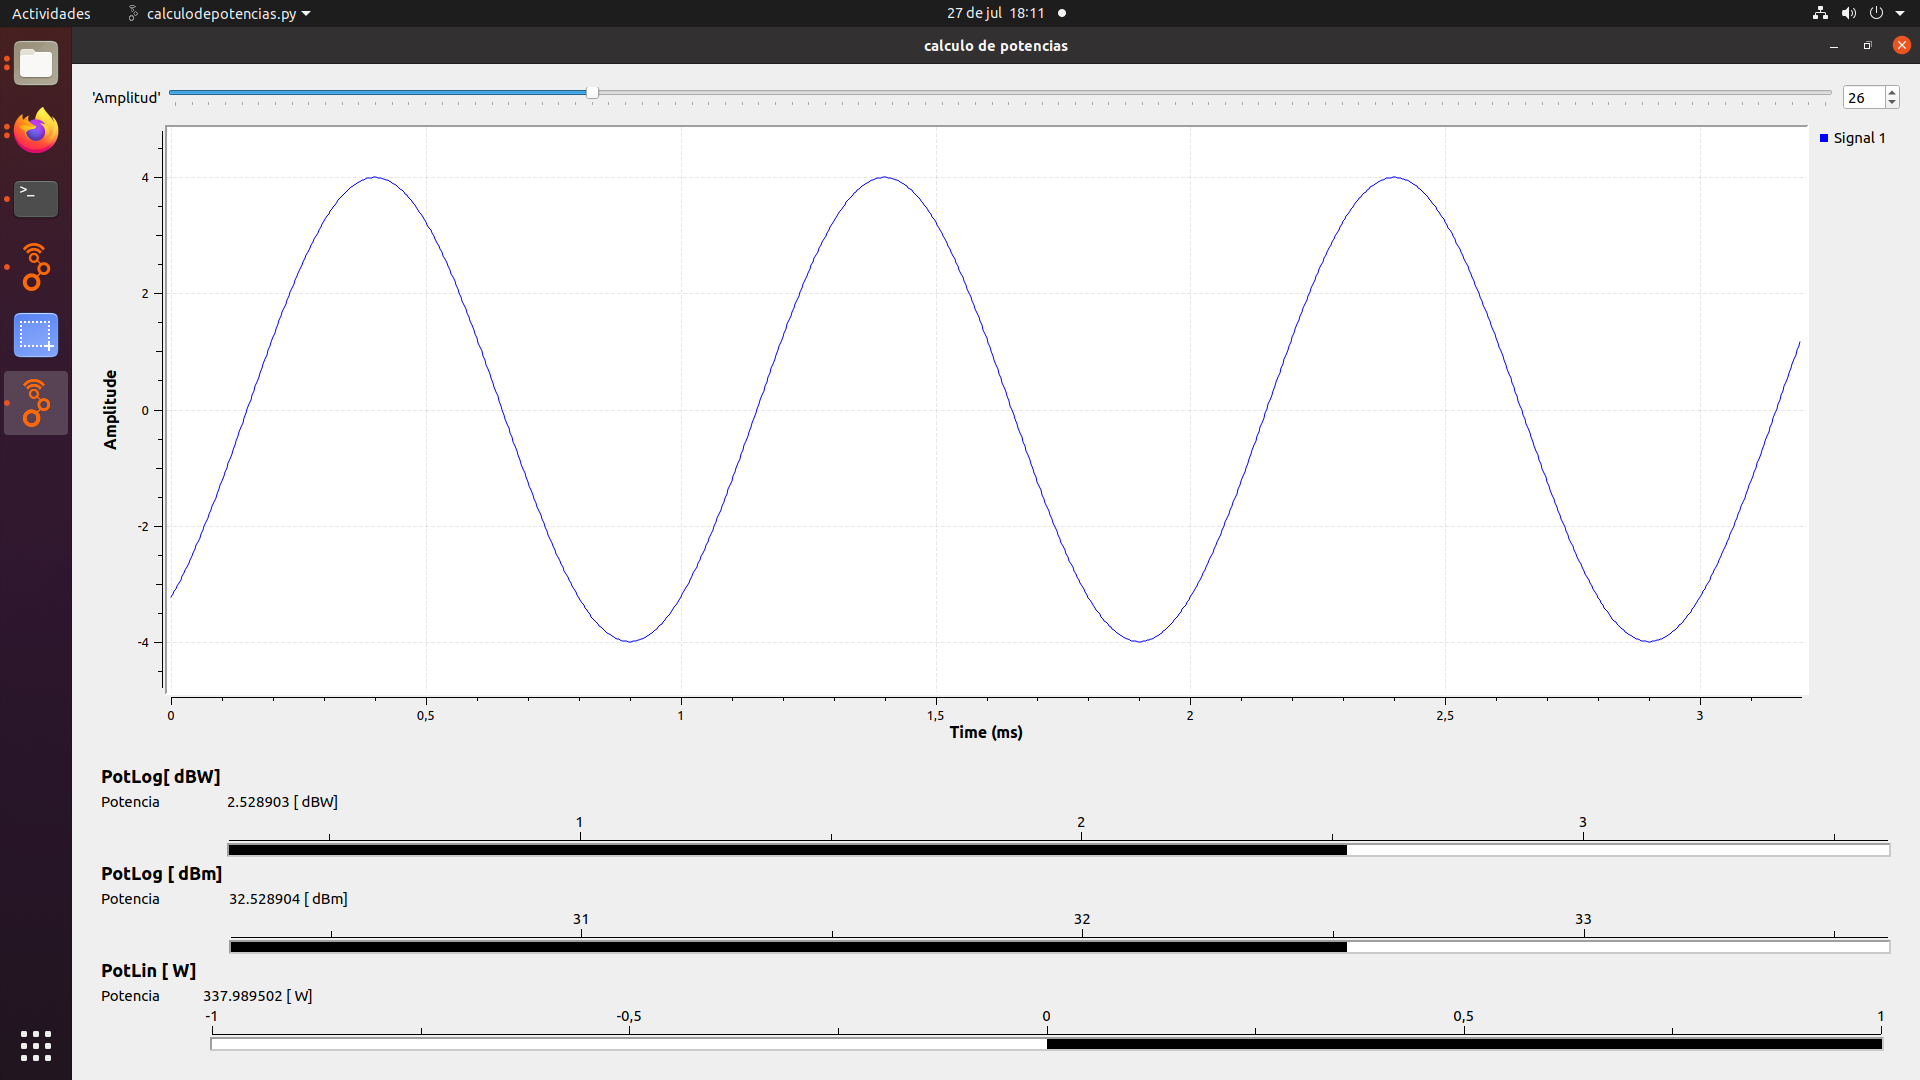 Actividades calculodepotencias.py 27 de jul 18:11
calculo de potencias
'Amplitud' 26
Signal 1
4
2
0
-2
-4
Amplitude
0 0,5 1 1,5 2 2,5 3
Time (ms)
PotLog[ dBW]
Potencia 2.528903 [ dBW]
1 2 3
PotLog [ dBm]
Potencia 32.528904 [ dBm]
31 32 33
PotLin [ W]
Potencia 337.989502 [ W]
-1 -0,5 0 0,5 1